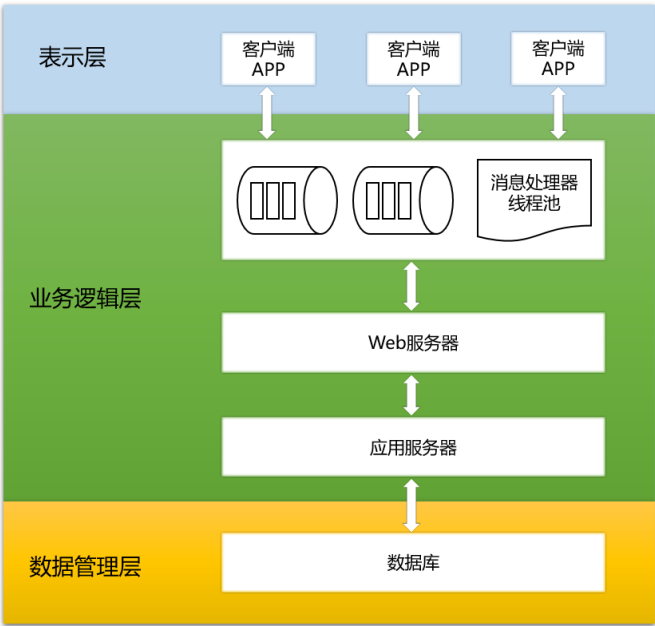 表示层
客户端
APP
客户端
APP
客户端
APP
消息处理器
线程池
业务逻辑层
Web服务器
应用服务器
数据管理层
数据库